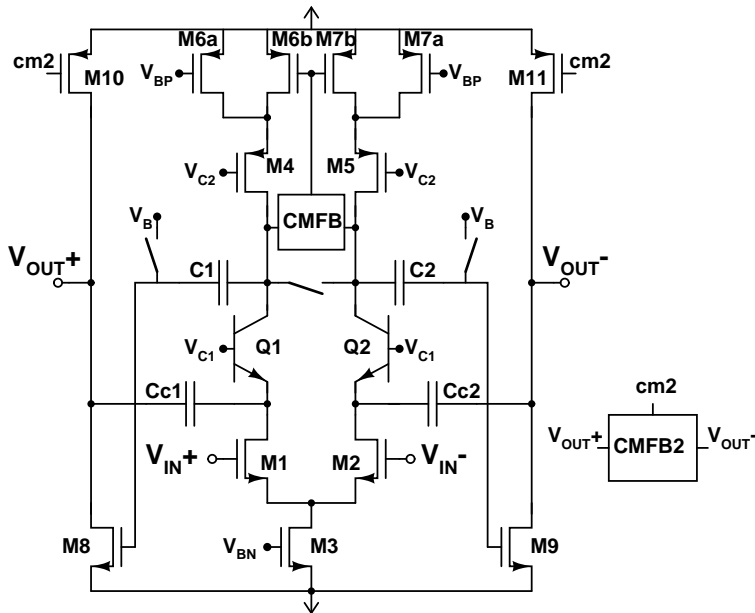 M6a M6b M7b M7a
cm2 M10 V_BP V_BP M11 cm2
V_C2 M4 M5 V_C2
CMFB
V_B V_B
V_OUT+ C1 C2 V_OUT-
V_C1 Q1 Q2 V_C1
Cc1 Cc2
cm2
V_OUT+ CMFB2 V_OUT-
V_IN+ M1 M2 V_IN-
M8 V_BN M3 M9